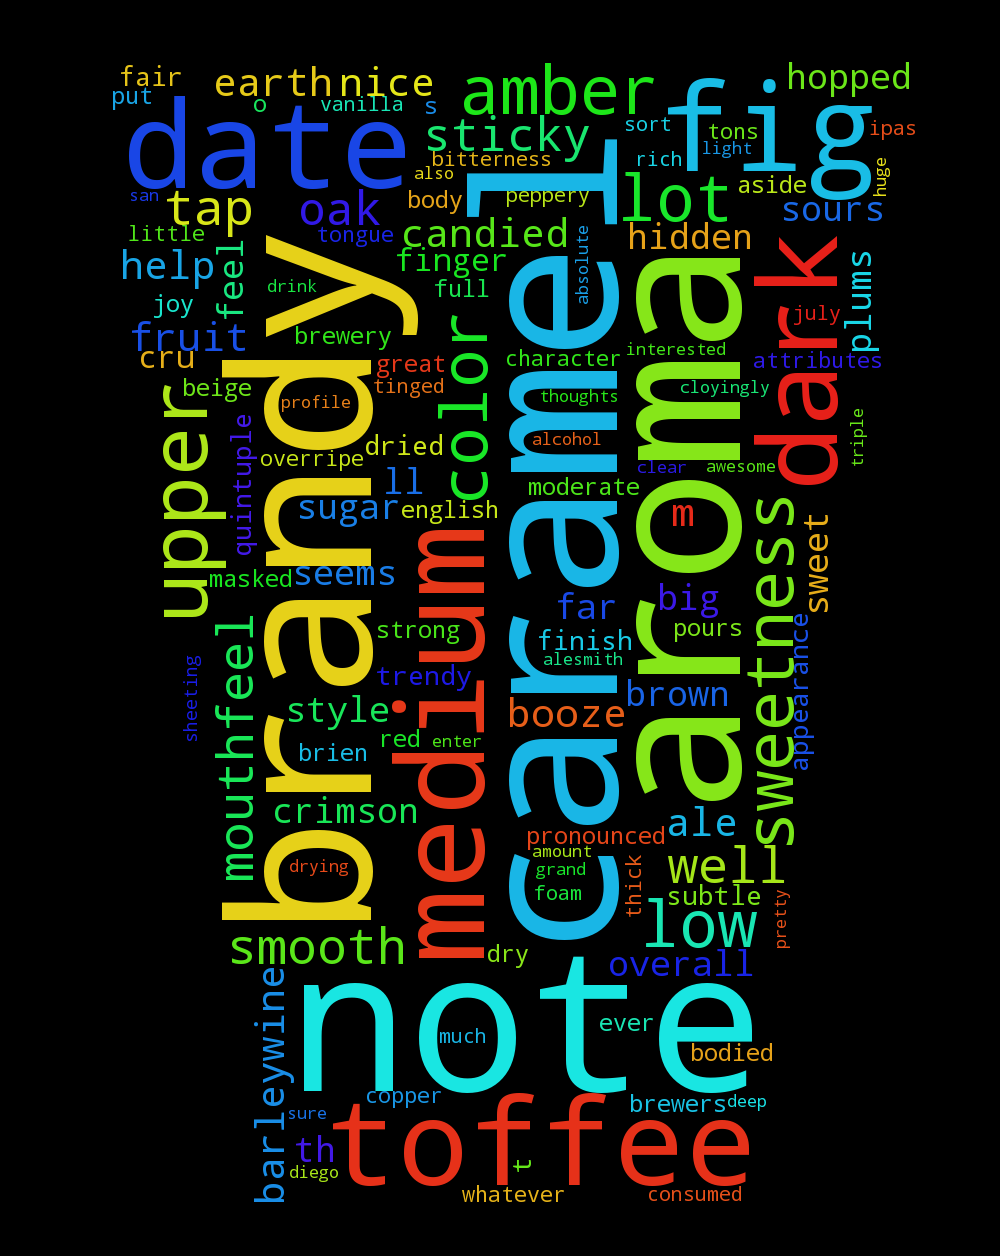 fair
earth
nice
amber
fig
hopped
put
o
vanilla
s
date
sticky
sort
tons
ipas
light
bitterness
rich
also
huge
san
tap
oak
body
peppery
lot
aside
sours
little
tongue
candied
hidden
help
feel
finger
absolute
dark
plums
joy
drink
full
july
fruit
brewery
brandy
caramel
aroma
cru
great
character
interested
attributes
beige
tinged
thoughts
cloyingly
upper
profile
color
quintuple
dried
alcohol
triple
overripe
ll
clear
awesome
sugar
english
moderate
m
sweetness
sweet
masked
seems
medium
far
big
mouthfeel
strong
finish
pours
appearance
sheeting
trendy
alesmith
brown
style
booze
brien
red
enter
crimson
pronounced
ale
drying
amount
grand
thick
well
foam
subtle
pretty
smooth
dry
low
overall
barleywine
note
ever
much
bodied
copper
brewers
deep
sure
toffee
th
diego
t
whatever
consumed